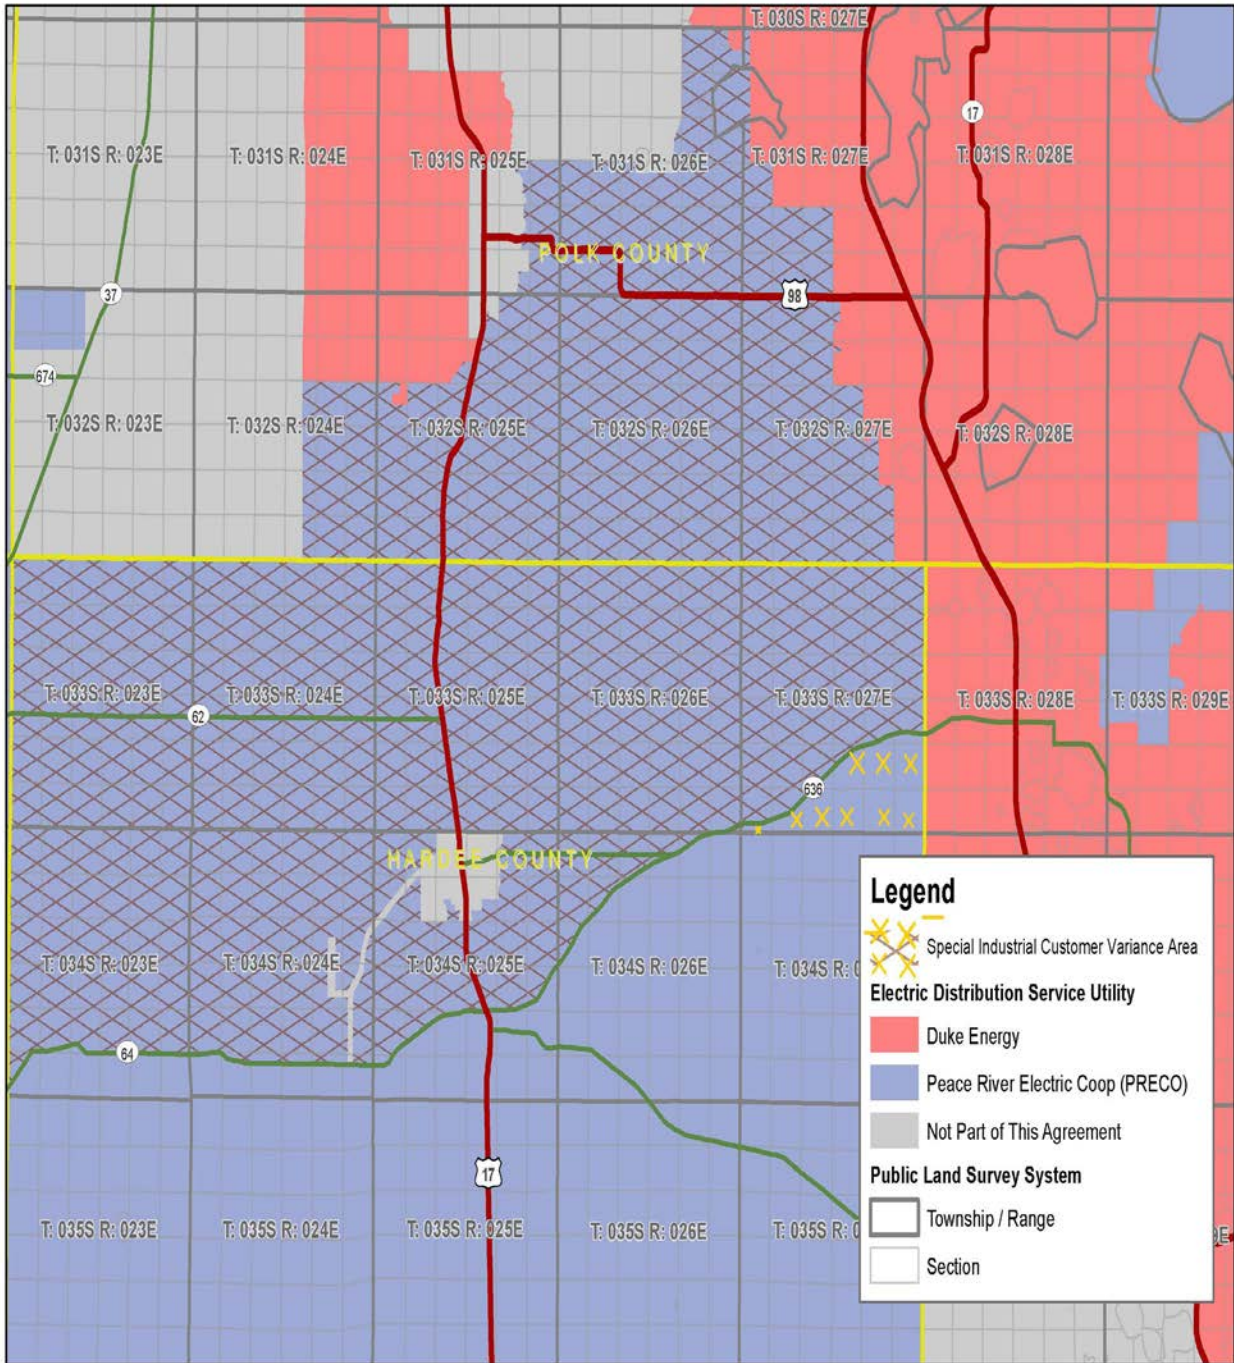 T: 030S R: 027E
17
T: 031S R: 023E
T: 031S R: 024E
T: 031S R: 025E
T: 031S R: 026E
T: 031S R: 027E
T: 031S R: 028E
POLK COUNTY
37
98
674
T: 032S R: 023E
T: 032S R: 024E
T: 032S R: 025E
T: 032S R: 026E
T: 032S R: 027E
T: 032S R: 028E
T: 033S R: 023E
T: 033S R: 024E
T: 033S R: 025E
T: 033S R: 026E
T: 033S R: 027E
T: 033S R: 028E
T: 033S R: 029E
62
636
HARDEE COUNTY
T: 034S R: 023E
T: 034S R: 024E
T: 034S R: 025E
T: 034S R: 026E
T: 034S R: 0
64
17
T: 035S R: 023E
T: 035S R: 024E
T: 035S R: 025E
T: 035S R: 026E
T: 035S R: 0
9E
Legend
Special Industrial Customer Variance Area
Electric Distribution Service Utility
Duke Energy
Peace River Electric Coop (PRECO)
Not Part of This Agreement
Public Land Survey System
Township / Range
Section